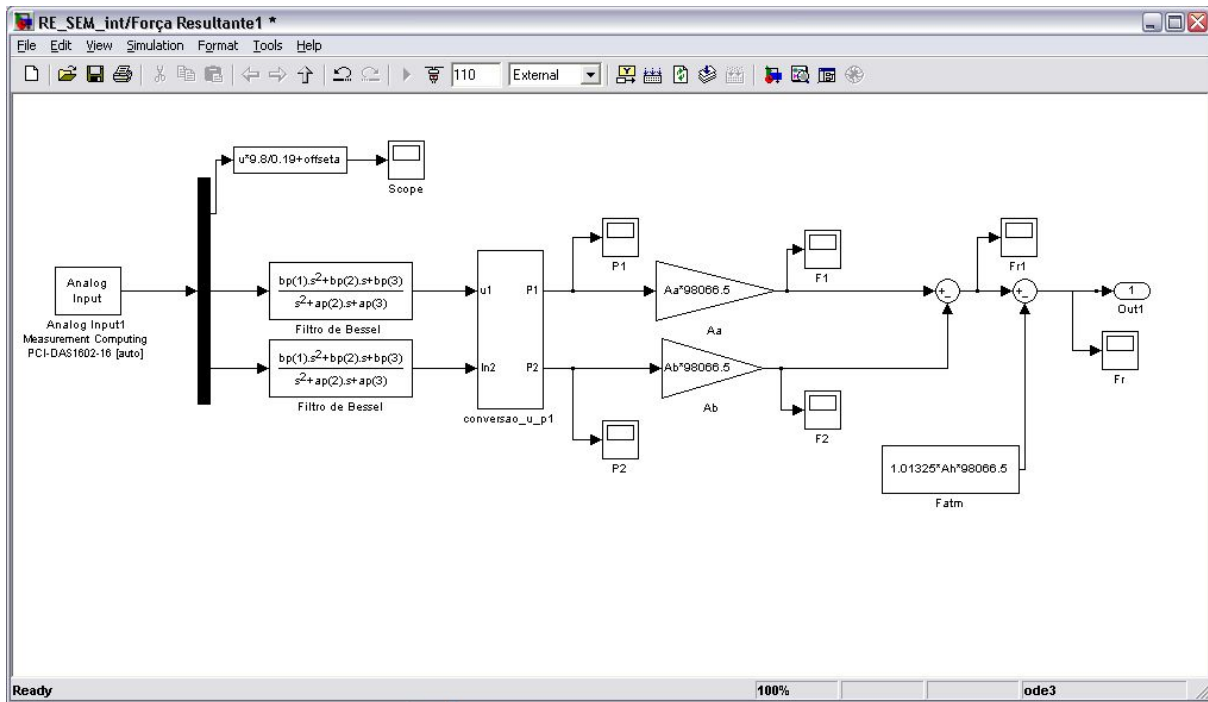 RE_SEM_int/Força Resultante1 *
File Edit View Simulation Format Tools Help
110 External
u*9.8/0.19+offseta
Scope
Analog
Input
Analog Input1
Measurement Computing
PCI-DAS1602-16 [auto]
bp(1).s²+bp(2).s+bp(3)
s²+ap(2).s+ap(3)
Filtro de Bessel
bp(1).s²+bp(2).s+bp(3)
s²+ap(2).s+ap(3)
Filtro de Bessel
u1 P1
In2 P2
conversao_u_p1
P1
P2
Aa*98066.5
Aa
Ab*98066.5
Ab
F1
F2
Fr1
1.01325*Ah*98066.5
Fatm
1
Out1
Fr
Ready 100% ode3